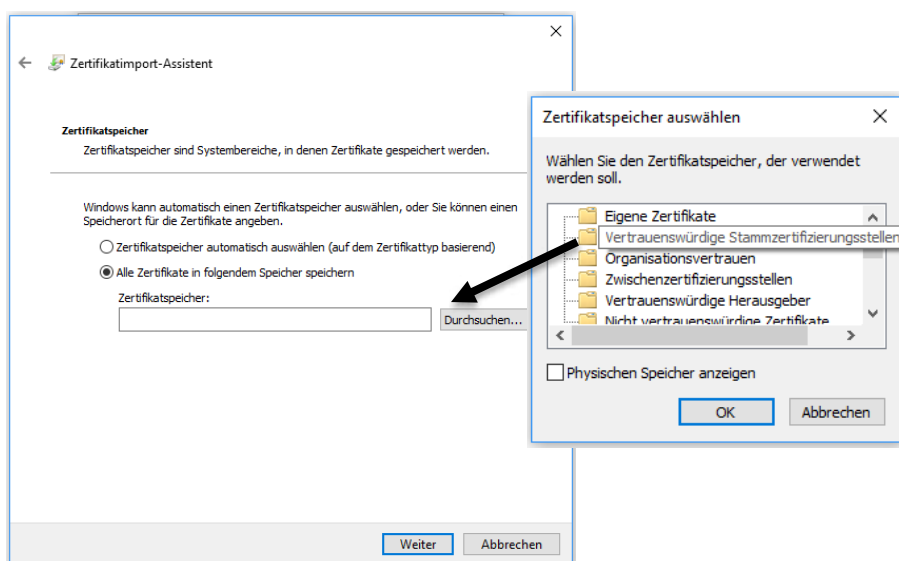 Zertifikatimport-Assistent
Zertifikatspeicher
Zertifikatspeicher sind Systembereiche, in denen Zertifikate gespeichert werden.
Windows kann automatisch einen Zertifikatspeicher auswählen, oder Sie können einen
Speicherort für die Zertifikate angeben.
Zertifikatspeicher automatisch auswählen (auf dem Zertifikattyp basierend)
Alle Zertifikate in folgendem Speicher speichern
Zertifikatspeicher:
Durchsuchen...
Weiter
Abbrechen
Zertifikatspeicher auswählen
Wählen Sie den Zertifikatspeicher, der verwendet
werden soll.
Eigene Zertifikate
Vertrauenswürdige Stammzertifizierungsstellen
Organisationsvertrauen
Zwischenzertifizierungsstellen
Vertrauenswürdige Herausgeber
Nicht vertrauenswürdige Zertifikate
Physischen Speicher anzeigen
OK
Abbrechen